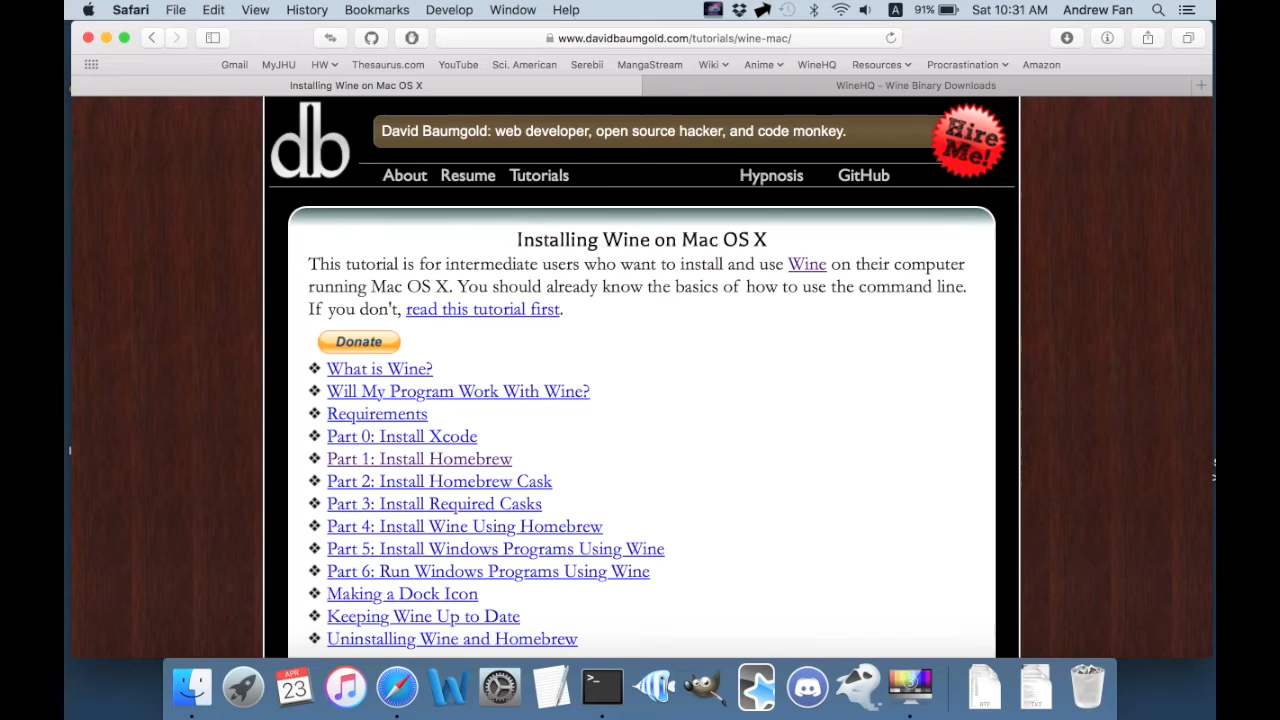 Safari File Edit View History Bookmarks Develop Window Help A 91% Sat 10:31 AM Andrew Fan
www.davidbaumgold.com/tutorials/wine-mac/
Gmail MyJHU HW Thesaurus.com YouTube Sci. American Serebii MangaStream Wiki Anime WineHQ Resources Procrastination Amazon
Installing Wine on Mac OS X WineHQ - Wine Binary Downloads
db
David Baumgold: web developer, open source hacker, and code monkey.
Hire Me!
About Resume Tutorials Hypnosis GitHub
Installing Wine on Mac OS X
This tutorial is for intermediate users who want to install and use Wine on their computer
running Mac OS X. You should already know the basics of how to use the command line.
If you don't, read this tutorial first.
Donate
What is Wine?
Will My Program Work With Wine?
Requirements
Part 0: Install Xcode
Part 1: Install Homebrew
Part 2: Install Homebrew Cask
Part 3: Install Required Casks
Part 4: Install Wine Using Homebrew
Part 5: Install Windows Programs Using Wine
Part 6: Run Windows Programs Using Wine
Making a Dock Icon
Keeping Wine Up to Date
Uninstalling Wine and Homebrew
APR
23
RTF
TXT